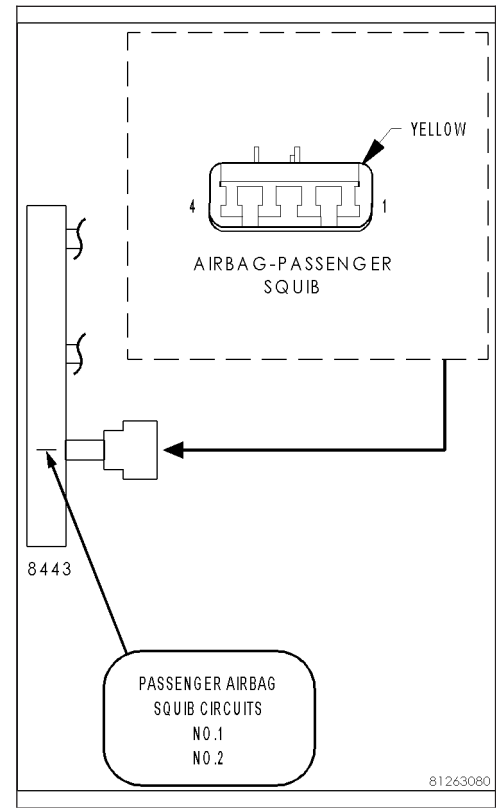 YELLOW
4
1
AIRBAG-PASSENGER
SQUIB
8443
PASSENGER AIRBAG
SQUIB CIRCUITS
NO.1
NO.2
81263080